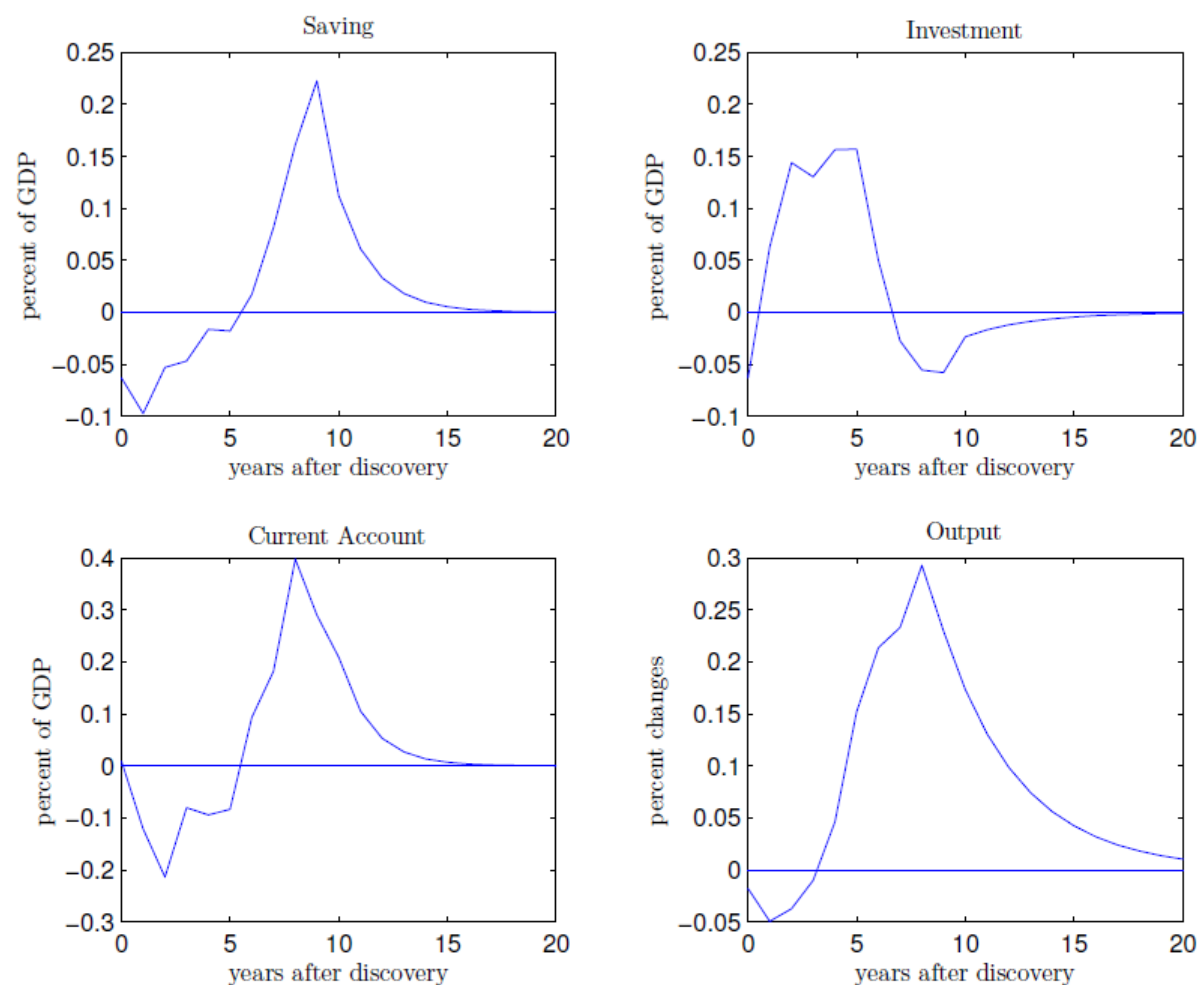 Saving
0.25
0.2
0.15
0.1
0.05
0
−0.05
−0.1
percent of GDP
0 5 10 15 20
years after discovery
Investment
0.25
0.2
0.15
0.1
0.05
0
−0.05
−0.1
percent of GDP
0 5 10 15 20
years after discovery
Current Account
0.4
0.3
0.2
0.1
0
−0.1
−0.2
−0.3
percent of GDP
0 5 10 15 20
years after discovery
Output
0.3
0.25
0.2
0.15
0.1
0.05
0
−0.05
percent changes
0 5 10 15 20
years after discovery